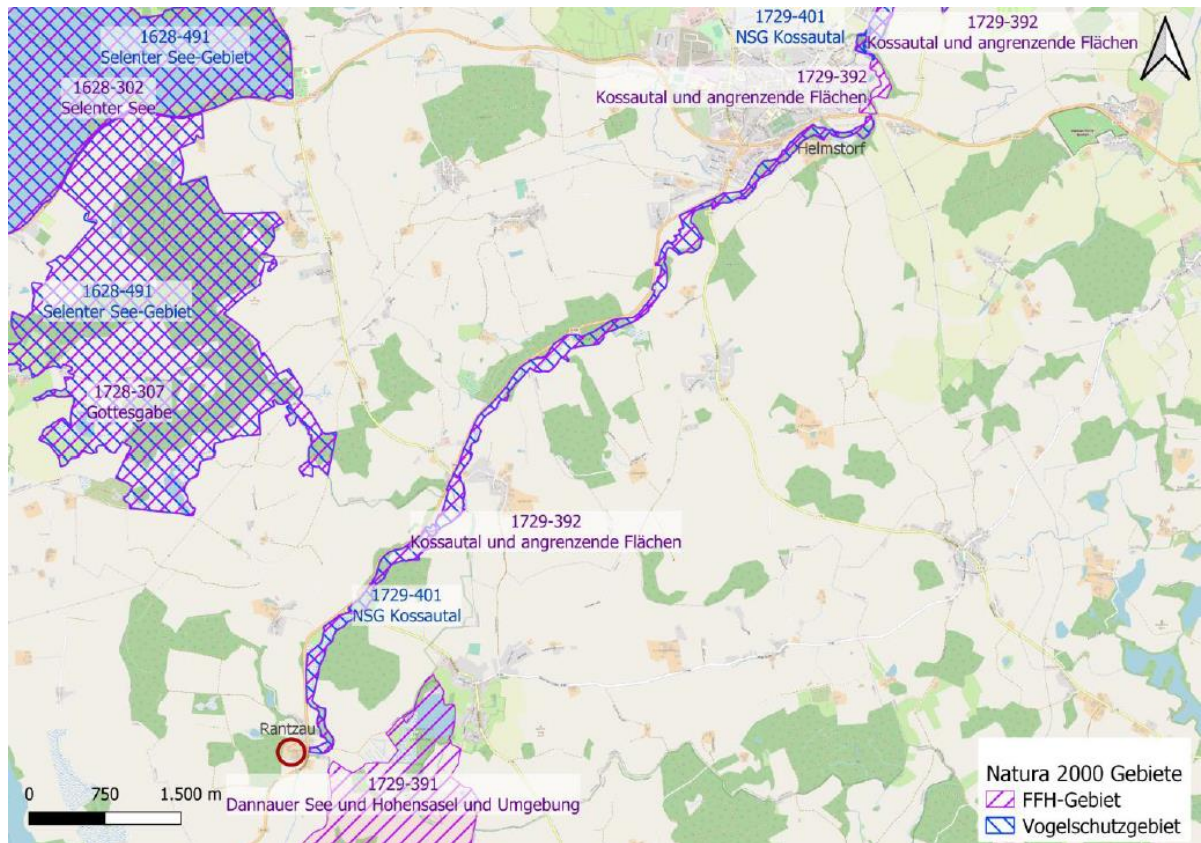 1628-491
Selenter See-Gebiet
1729-401
NSG Kossautal
1729-392
Kossautal und angrenzende Flächen
1628-302
Selenter See
1729-392
Kossautal und angrenzende Flächen
Helmstorf
1628-491
Selenter See-Gebiet
1728-307
Gottesgabe
1729-392
Kossautal und angrenzende Flächen
1729-401
NSG Kossautal
Rantzau
1729-391
Dannauer See und Hohensasel und Umgebung
0 750 1.500 m
Natura 2000 Gebiete
FFH-Gebiet
Vogelschutzgebiet